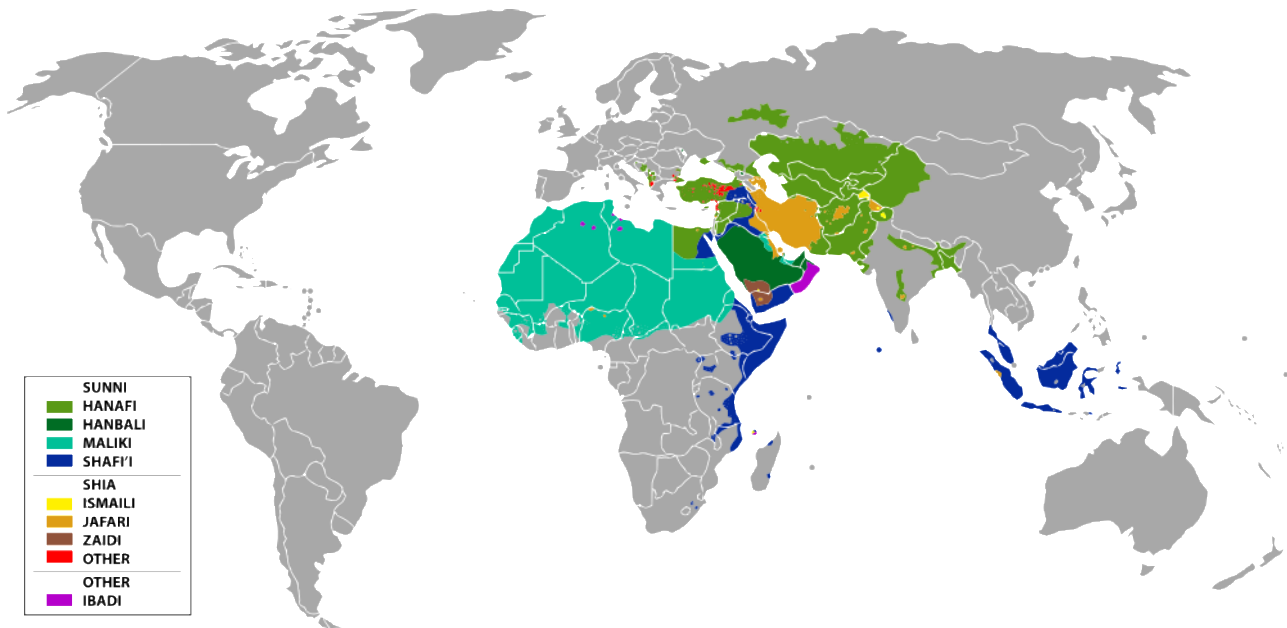 SUNNI
HANAFI
HANBALI
MALIKI
SHAFI'I
SHIA
ISMAILI
JAFARI
ZAIDI
OTHER
OTHER
IBADI